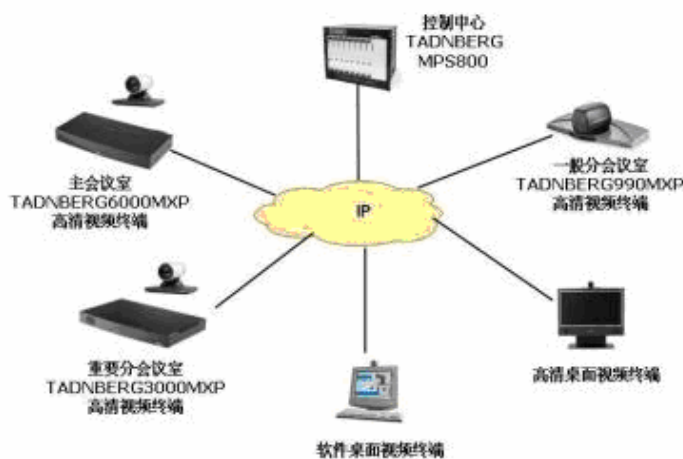 控制中心
TADNBERG
MPS800
主会议室
TADNBERG6000MXP
高清视频终端
一般分会议室
TADNBERG990MXP
高清视频终端
IP
重要分会议室
TADNBERG3000MXP
高清视频终端
软件桌面视频终端
高清桌面视频终端